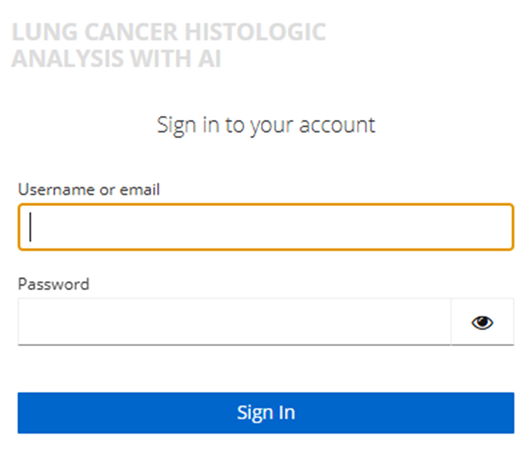 LUNG CANCER HISTOLOGIC
ANALYSIS WITH AI
Sign in to your account
Username or email
Password
Sign In